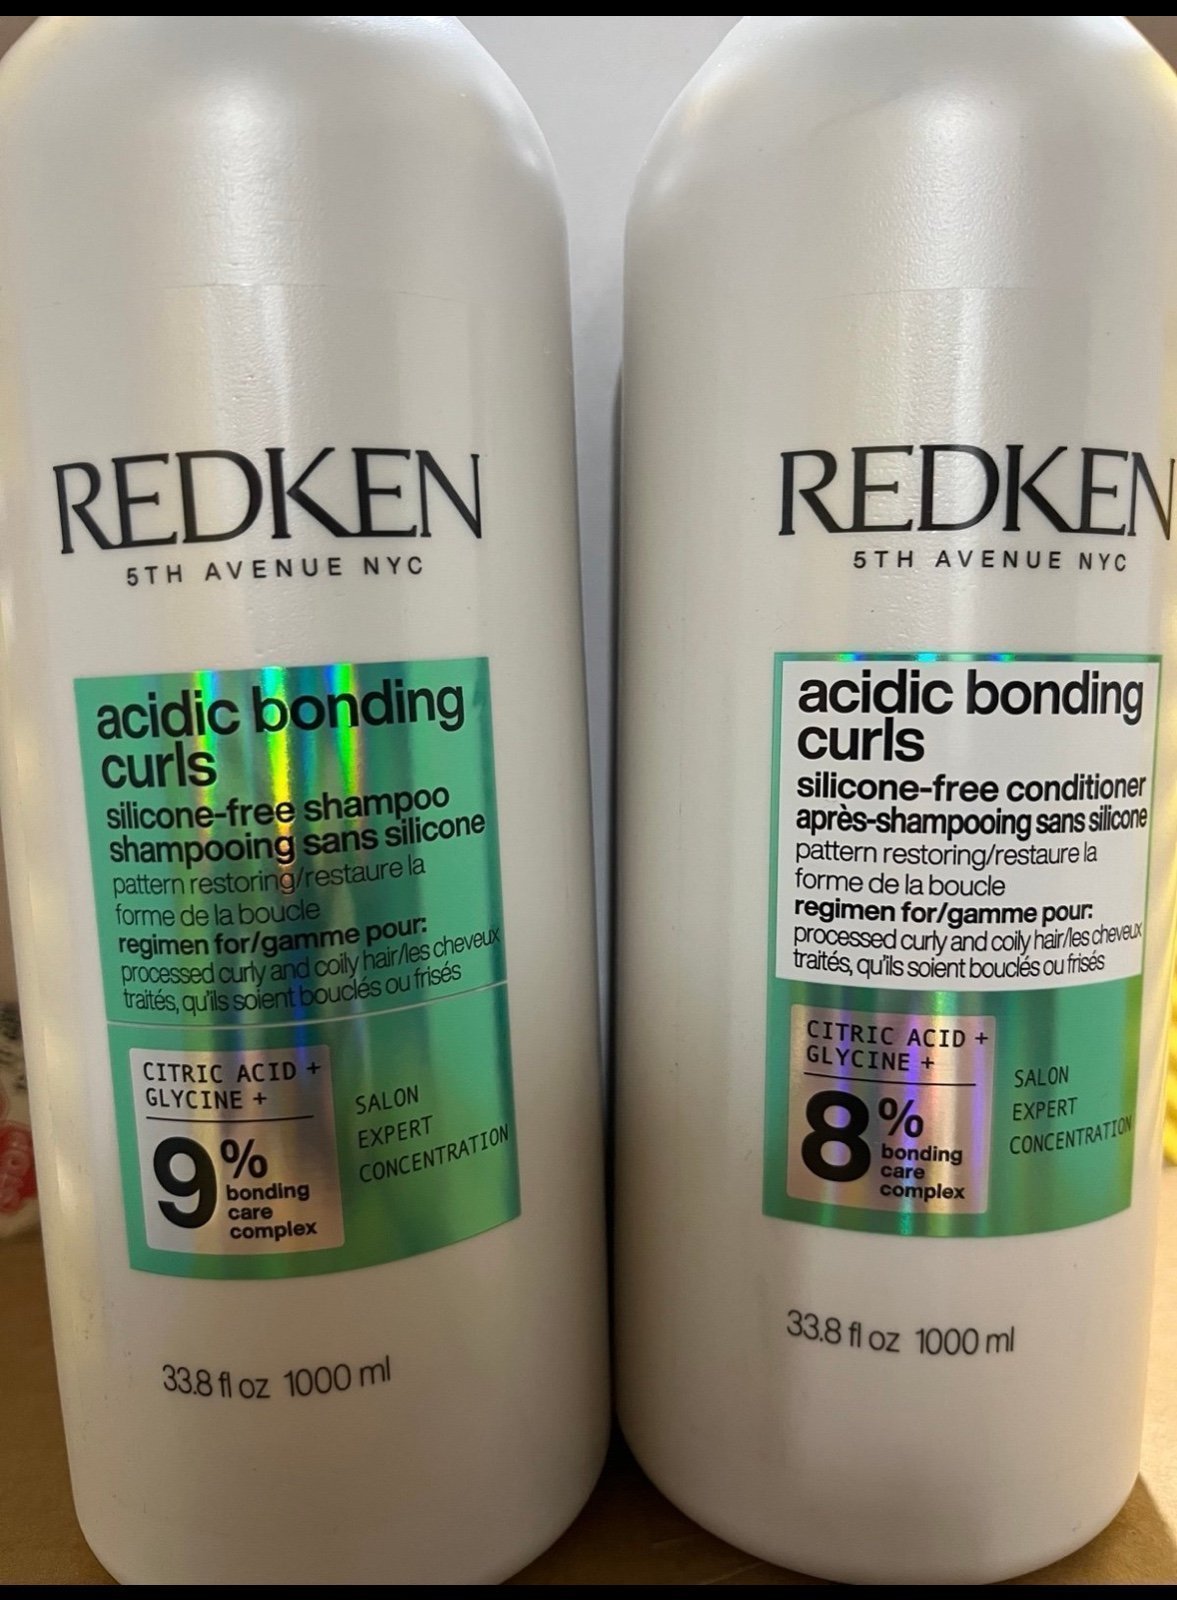 REDKEN
5TH AVENUE NYC
acidic bonding
curls
silicone-free shampoo
shampooing sans silicone
pattern restoring/restaure la
forme de la boucle
regimen for/gamme pour:
processed curly and coily hair/les cheveux
traités, qu'ils soient bouclés ou frisés
CITRIC ACID +
GLYCINE +
9%
bonding
care
complex
SALON
EXPERT
CONCENTRATION
33.8 fl oz 1000 ml
REDKEN
5TH AVENUE NYC
acidic bonding
curls
silicone-free conditioner
après-shampooing sans silicone
pattern restoring/restaure la
forme de la boucle
regimen for/gamme pour:
processed curly and coily hair/les cheveux
traités, qu'ils soient bouclés ou frisés
CITRIC ACID +
GLYCINE +
8%
bonding
care
complex
SALON
EXPERT
CONCENTRATION
33.8 fl oz 1000 ml